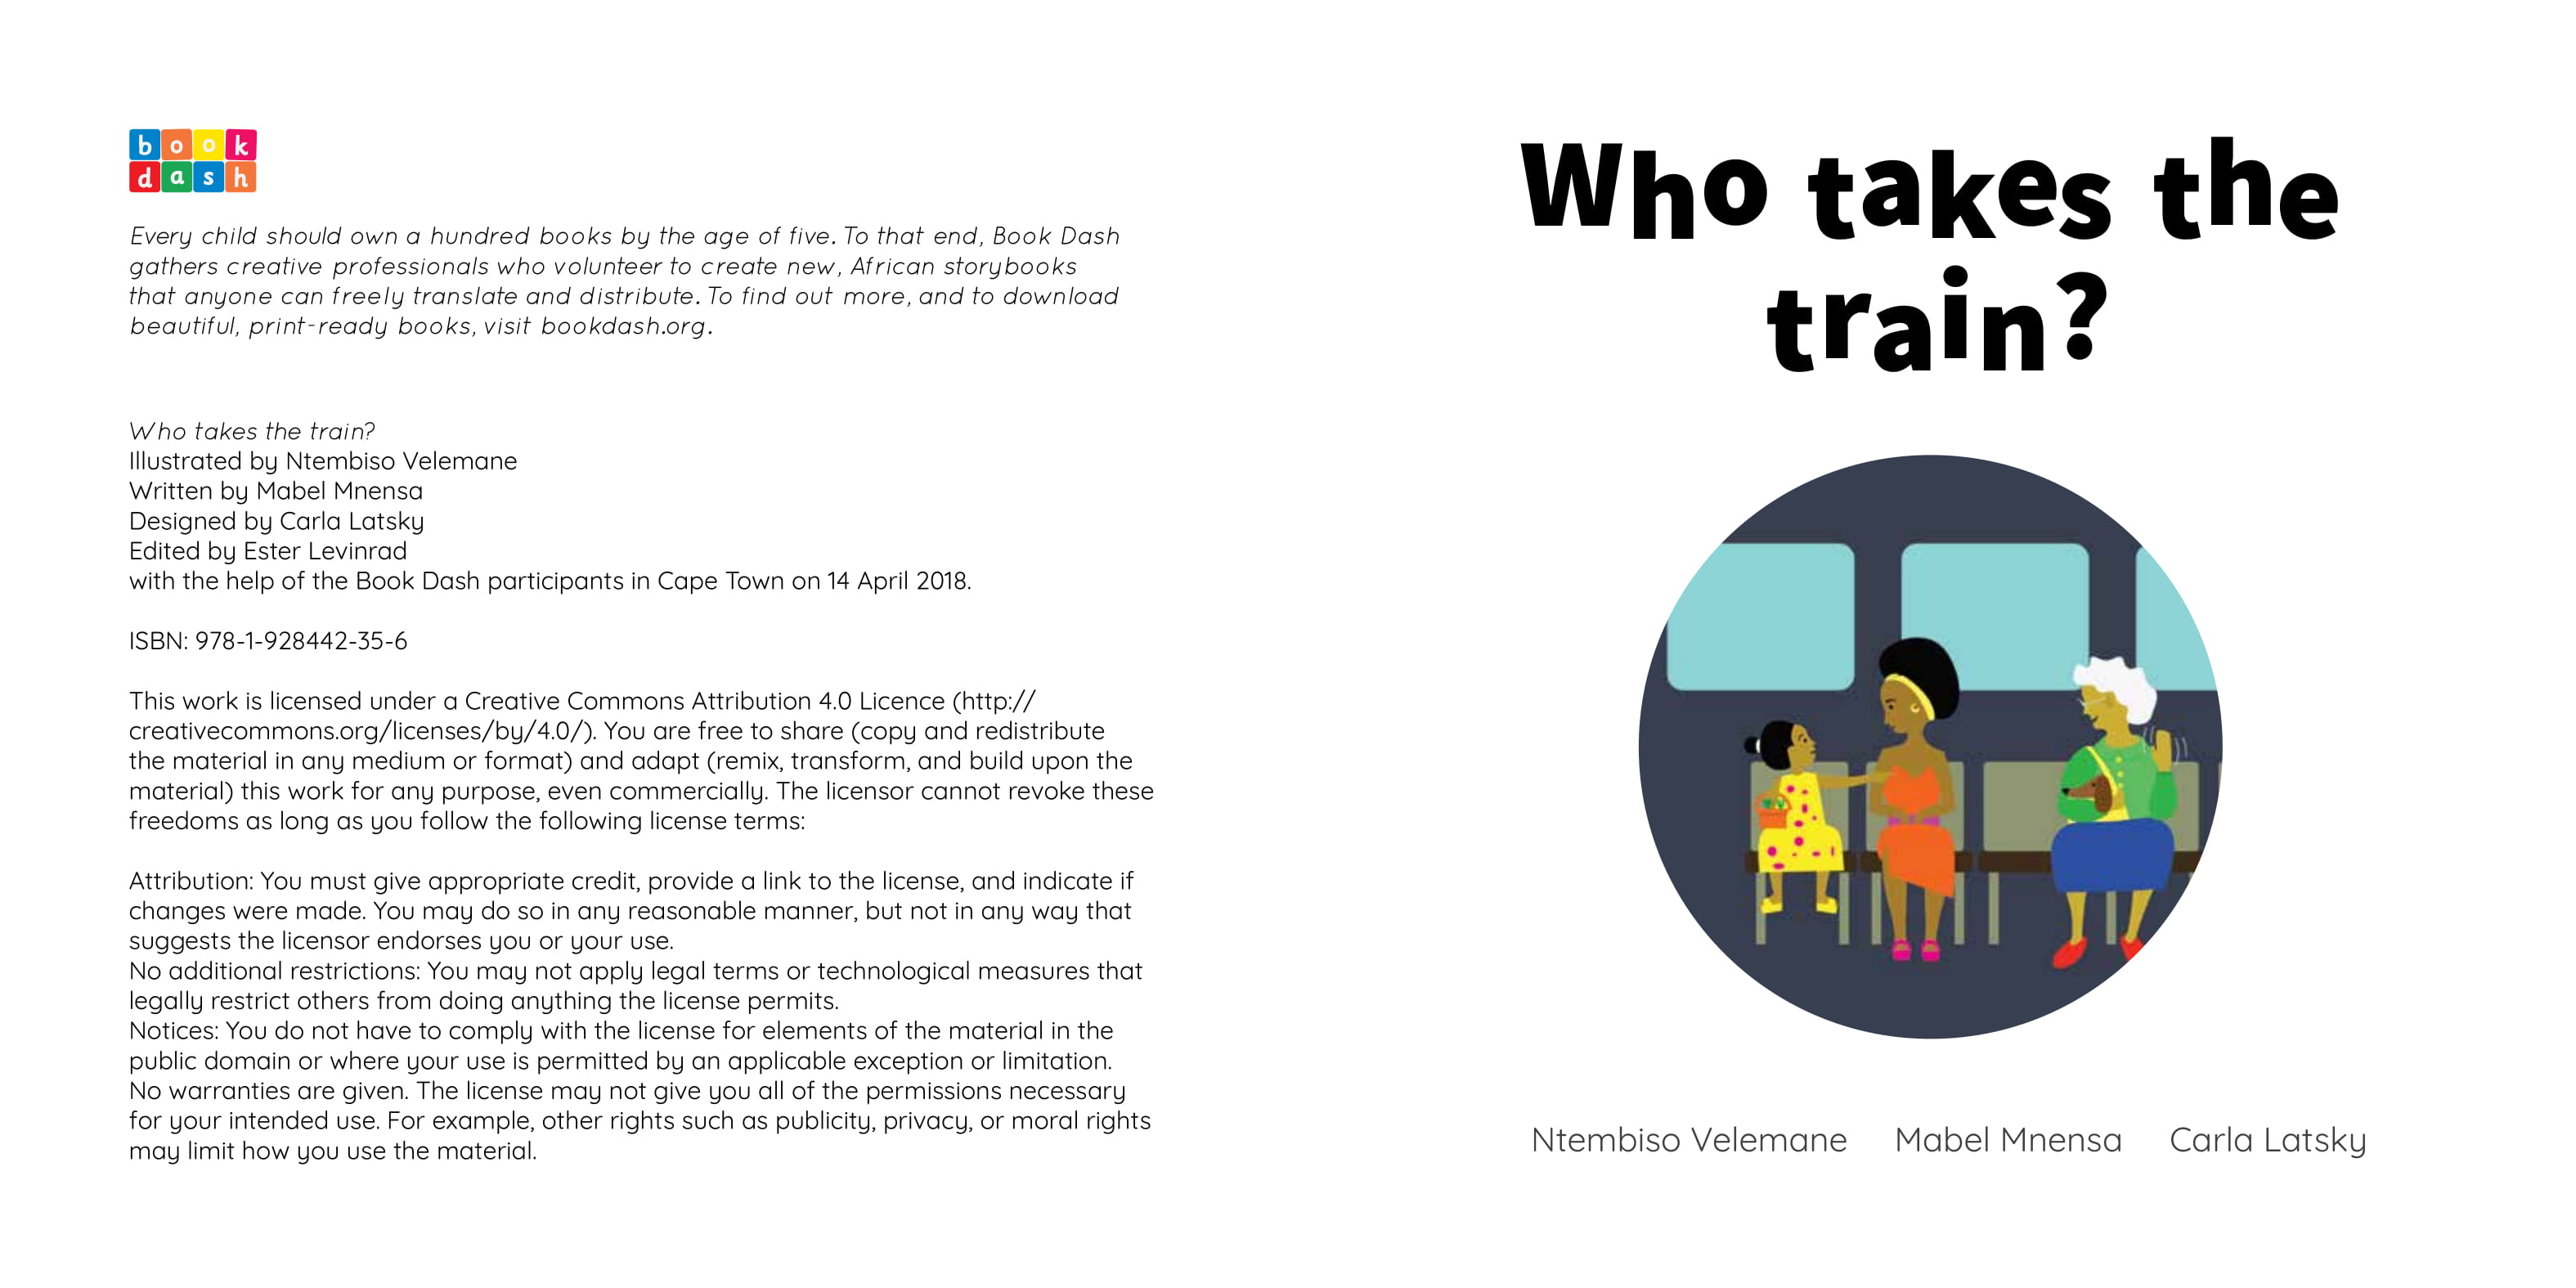 book
dash
Every child should own a hundred books by the age of five. To that end, Book Dash
gathers creative professionals who volunteer to create new, African storybooks
that anyone can freely translate and distribute. To find out more, and to download
beautiful, print-ready books, visit bookdash.org.
Who takes the train?
Illustrated by Ntembiso Velemane
Written by Mabel Mnensa
Designed by Carla Latsky
Edited by Ester Levinrad
with the help of the Book Dash participants in Cape Town on 14 April 2018.
ISBN: 978-1-928442-35-6
This work is licensed under a Creative Commons Attribution 4.0 Licence (http://
creativecommons.org/licenses/by/4.0/). You are free to share (copy and redistribute
the material in any medium or format) and adapt (remix, transform, and build upon the
material) this work for any purpose, even commercially. The licensor cannot revoke these
freedoms as long as you follow the following license terms:
Attribution: You must give appropriate credit, provide a link to the license, and indicate if
changes were made. You may do so in any reasonable manner, but not in any way that
suggests the licensor endorses you or your use.
No additional restrictions: You may not apply legal terms or technological measures that
legally restrict others from doing anything the license permits.
Notices: You do not have to comply with the license for elements of the material in the
public domain or where your use is permitted by an applicable exception or limitation.
No warranties are given. The license may not give you all of the permissions necessary
for your intended use. For example, other rights such as publicity, privacy, or moral rights
may limit how you use the material.
Who takes the
train?
Ntembiso Velemane Mabel Mnensa Carla Latsky